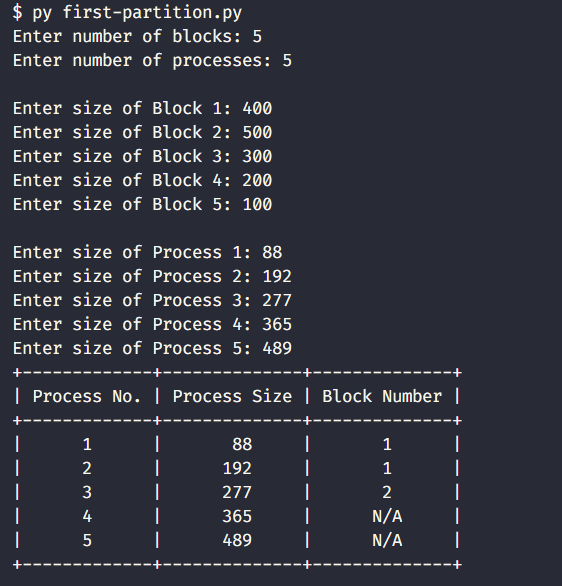 $ py first-partition.py
Enter number of blocks: 5
Enter number of processes: 5
Enter size of Block 1: 400
Enter size of Block 2: 500
Enter size of Block 3: 300
Enter size of Block 4: 200
Enter size of Block 5: 100
Enter size of Process 1: 88
Enter size of Process 2: 192
Enter size of Process 3: 277
Enter size of Process 4: 365
Enter size of Process 5: 489
+-------------+--------------+--------------+
| Process No. | Process Size | Block Number |
+-------------+--------------+--------------+
|      1      |      88      |      1       |
|      2      |     192      |      1       |
|      3      |     277      |      2       |
|      4      |     365      |     N/A      |
|      5      |     489      |     N/A      |
+-------------+--------------+--------------+